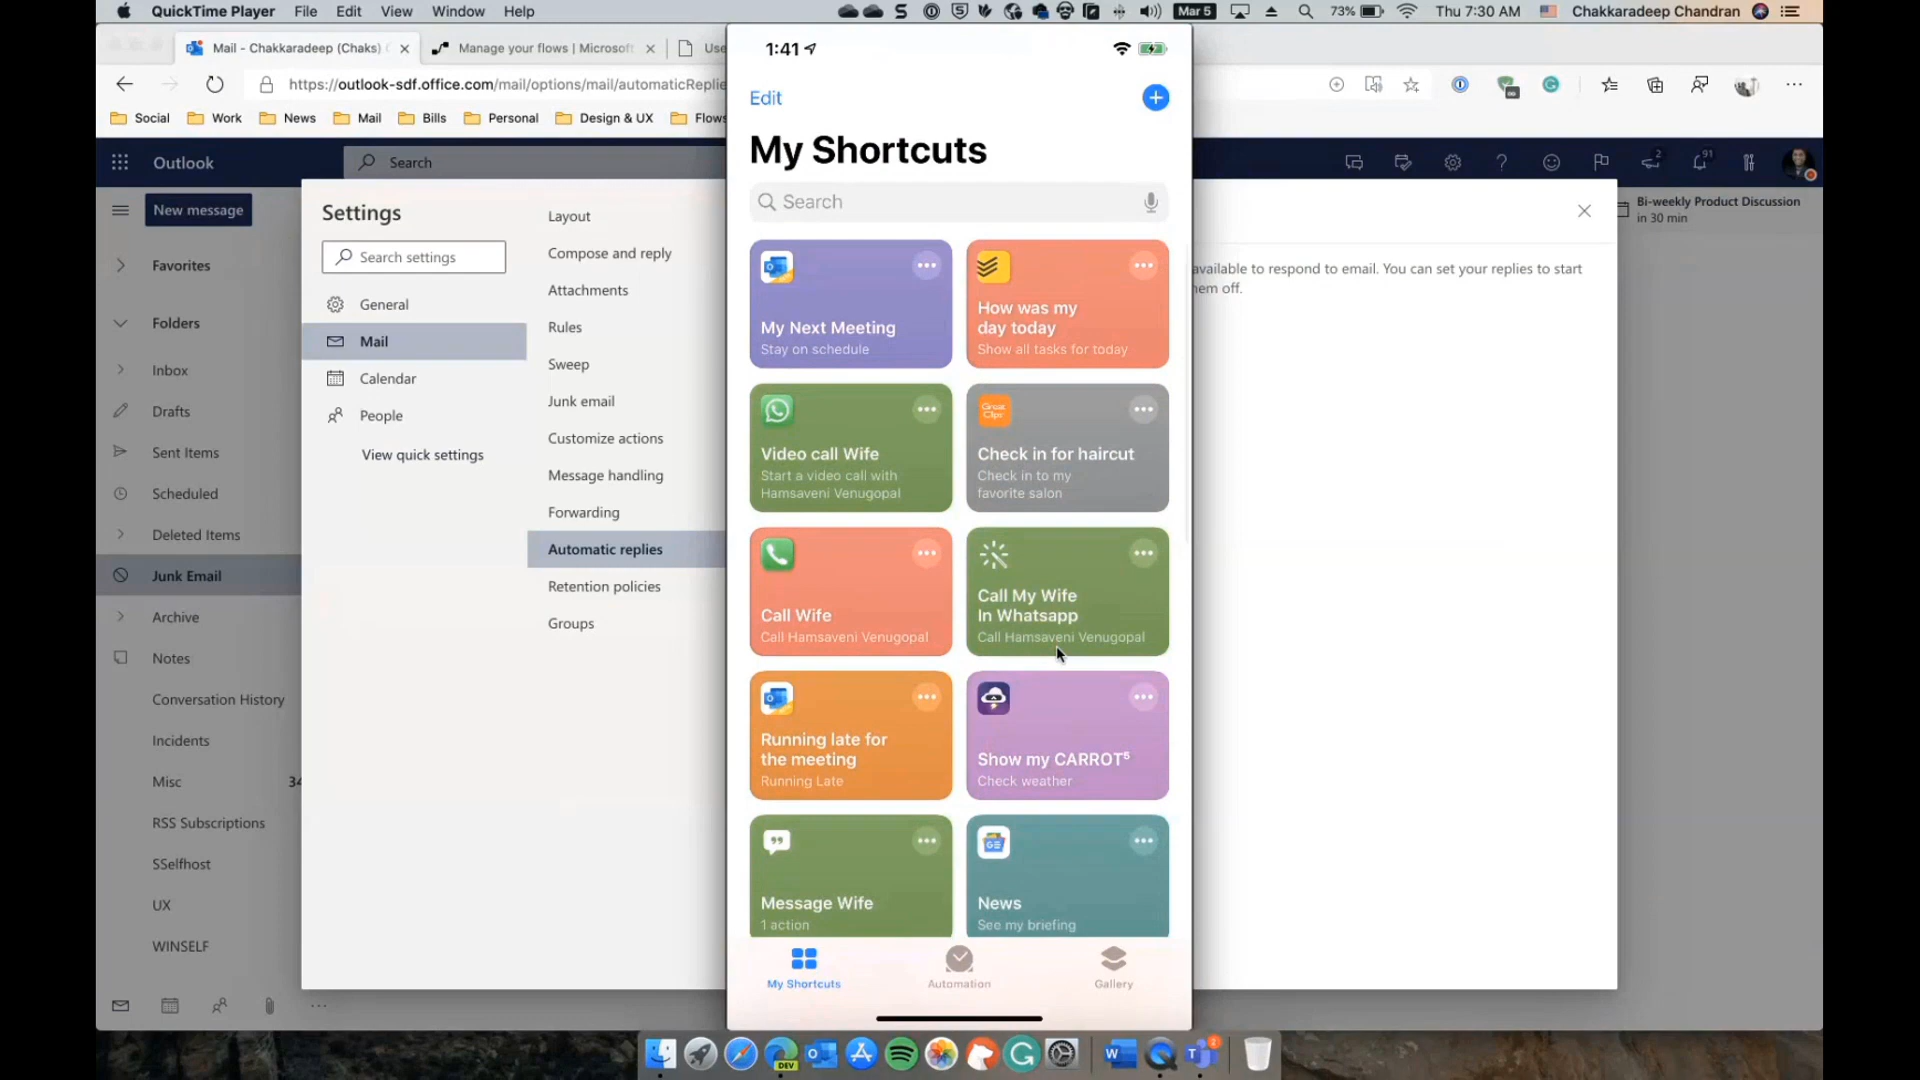 QuickTime Player File Edit View Window Help
Mar 5 73% Thu 7:30 AM Chakkaradeep Chandran
Mail - Chakkaradeep (Chaks)
Manage your flows | Microsoft
Use
https://outlook-sdf.office.com/mail/options/mail/automaticReplie
Social Work News Mail Bills Personal Design & UX Flows
Outlook
Search
2
91
New message
Favorites
Folders
Inbox
Drafts
Sent Items
Scheduled
Deleted Items
Junk Email
Archive
Notes
Conversation History
Incidents
Misc 34
RSS Subscriptions
SSelfhost
UX
WINSELF
Settings
Search settings
General
Mail
Calendar
People
View quick settings
Layout
Compose and reply
Attachments
Rules
Sweep
Junk email
Customize actions
Message handling
Forwarding
Automatic replies
Retention policies
Groups
1:41
Edit
My Shortcuts
Search
My Next Meeting
Stay on schedule
How was my
day today
Show all tasks for today
Video call Wife
Start a video call with
Hamsaveni Venugopal
Great
Clips
Check in for haircut
Check in to my
favorite salon
Call Wife
Call Hamsaveni Venugopal
Call My Wife
In Whatsapp
Call Hamsaveni Venugopal
Running late for
the meeting
Running Late
Show my CARROT⁵
Check weather
Message Wife
1 action
GE
News
See my briefing
My Shortcuts
Automation
Gallery
available to respond to email. You can set your replies to start
hem off.
Bi-weekly Product Discussion
in 30 min
DEV
W
T
2